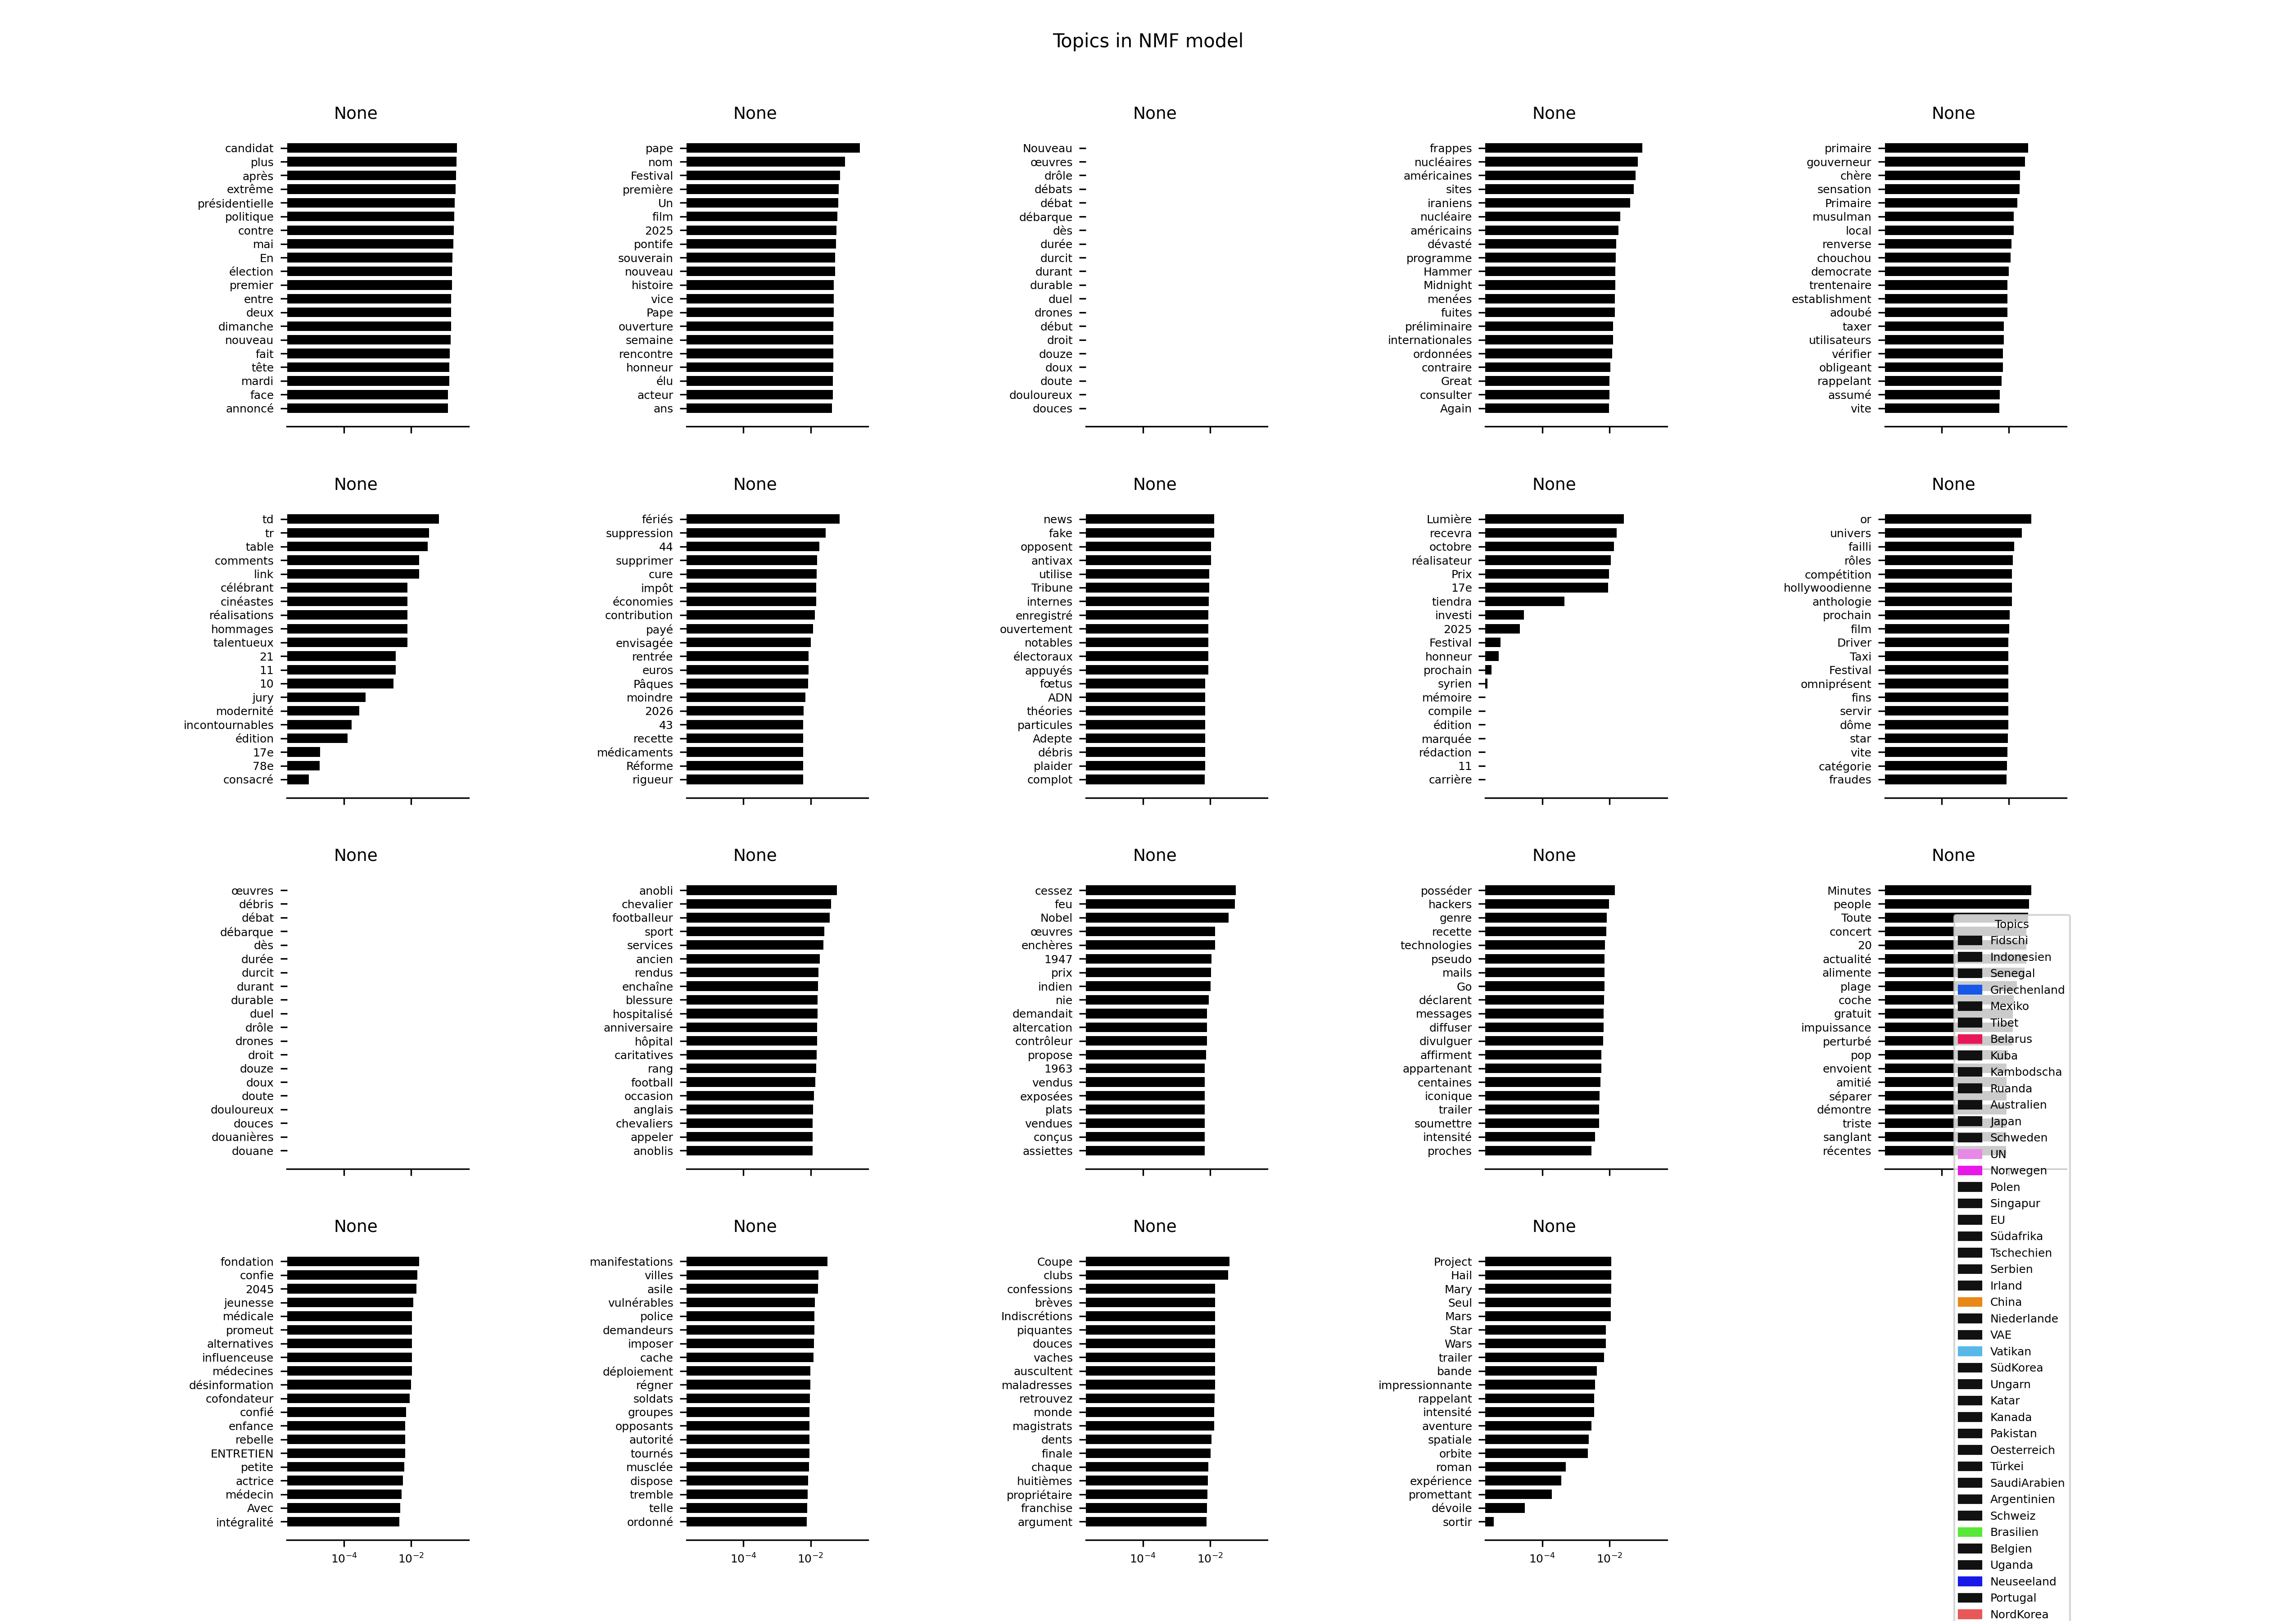 Topics in NMF model
None
candidat
plus
après
extrême
présidentielle
politique
contre
mai
En
élection
premier
entre
deux
dimanche
nouveau
fait
tête
mardi
face
annoncé
None
pape
nom
Festival
première
Un
film
2025
pontife
souverain
nouveau
histoire
vice
Pape
ouverture
semaine
rencontre
honneur
élu
acteur
ans
None
Nouveau
œuvres
drôle
débats
débat
débarque
dès
durée
durcit
durant
durable
duel
drones
début
droit
douze
doux
doute
douloureux
douces
None
frappes
nucléaires
américaines
sites
iraniens
nucléaire
américains
dévasté
programme
Hammer
Midnight
menées
fuites
préliminaire
internationales
ordonnées
contraire
Great
consulter
Again
None
primaire
gouverneur
chère
sensation
Primaire
musulman
local
renverse
chouchou
democrate
trentenaire
establishment
adoubé
taxer
utilisateurs
vérifier
obligeant
rappelant
assumé
vite
None
td
tr
table
comments
link
célébrant
cinéastes
réalisations
hommages
talentueux
21
11
10
jury
modernité
incontournables
édition
17e
78e
consacré
None
fériés
suppression
44
supprimer
cure
impôt
économies
contribution
payé
envisagée
rentrée
euros
Pâques
moindre
2026
43
recette
médicaments
Réforme
rigueur
None
news
fake
opposent
antivax
utilise
Tribune
internes
enregistré
ouvertement
notables
électoraux
appuyés
fœtus
ADN
théories
particules
Adepte
débris
plaider
complot
None
Lumière
recevra
octobre
réalisateur
Prix
17e
tiendra
investi
2025
Festival
honneur
prochain
syrien
mémoire
compile
édition
marquée
rédaction
11
carrière
None
or
univers
failli
rôles
compétition
hollywoodienne
anthologie
prochain
film
Driver
Taxi
Festival
omniprésent
fins
servir
dôme
star
vite
catégorie
fraudes
None
œuvres
débris
débat
débarque
dès
durée
durcit
durant
durable
duel
drôle
drones
droit
douze
doux
doute
douloureux
douces
douanières
douane
None
anobli
chevalier
footballeur
sport
services
ancien
rendus
enchaîne
blessure
hospitalisé
anniversaire
hôpital
caritatives
rang
football
occasion
anglais
chevaliers
appeler
anoblis
None
cessez
feu
Nobel
œuvres
enchères
1947
prix
indien
nie
demandait
altercation
contrôleur
propose
1963
vendus
exposées
plats
vendues
conçus
assiettes
None
posséder
hackers
genre
recette
technologies
pseudo
mails
Go
déclarent
messages
diffuser
divulguer
affirment
appartenant
centaines
iconique
trailer
soumettre
intensité
proches
None
Minutes
people
Toute
concert
20
actualité
alimente
plage
coche
gratuit
impuissance
perturbé
pop
envoient
amitié
séparer
démontre
triste
sanglant
récentes
None
fondation
confie
2045
jeunesse
médicale
promeut
alternatives
influenceuse
médecines
désinformation
cofondateur
confié
enfance
rebelle
ENTRETIEN
petite
actrice
médecin
Avec
intégralité
10⁻⁴ 10⁻²
None
manifestations
villes
asile
vulnérables
police
demandeurs
imposer
cache
déploiement
régner
soldats
groupes
opposants
autorité
tournés
musclée
dispose
tremble
telle
ordonné
10⁻⁴ 10⁻²
None
Coupe
clubs
confessions
brèves
Indiscrétions
piquantes
douces
vaches
auscultent
maladresses
retrouvez
monde
magistrats
dents
finale
chaque
huitièmes
propriétaire
franchise
argument
10⁻⁴ 10⁻²
None
Project
Hail
Mary
Seul
Mars
Star
Wars
trailer
bande
impressionnante
rappelant
intensité
aventure
spatiale
orbite
roman
expérience
promettant
dévoile
sortir
10⁻⁴ 10⁻²
Topics
Fidschi
Indonesien
Senegal
Griechenland
Mexiko
Tibet
Belarus
Kuba
Kambodscha
Ruanda
Australien
Japan
Schweden
UN
Norwegen
Polen
Singapur
EU
Südafrika
Tschechien
Serbien
Irland
China
Niederlande
VAE
Vatikan
SüdKorea
Ungarn
Katar
Kanada
Pakistan
Oesterreich
Türkei
SaudiArabien
Argentinien
Schweiz
Brasilien
Belgien
Uganda
Neuseeland
Portugal
NordKorea